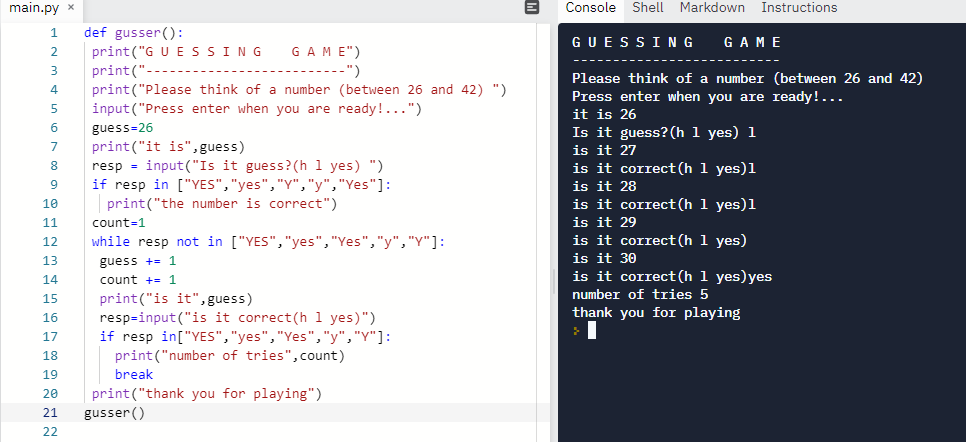 main.py ×
1 def gusser():
2 print("G U E S S I N G    G A M E")
3 print("-------------------------")
4 print("Please think of a number (between 26 and 42) ")
5 input("Press enter when you are ready!...")
6 guess=26
7 print("it is",guess)
8 resp = input("Is it guess?(h l yes) ")
9 if resp in ["YES","yes","Y","y","Yes"]:
10 print("the number is correct")
11 count=1
12 while resp not in ["YES","yes","Yes","y","Y"]:
13 guess += 1
14 count += 1
15 print("is it",guess)
16 resp=input("is it correct(h l yes)")
17 if resp in["YES","yes","Yes","y","Y"]:
18 print("number of tries",count)
19 break
20 print("thank you for playing")
21 gusser()
22
Console Shell Markdown Instructions
G U E S S I N G    G A M E
-------------------------
Please think of a number (between 26 and 42)
Press enter when you are ready!...
it is 26
Is it guess?(h l yes) l
is it 27
is it correct(h l yes)l
is it 28
is it correct(h l yes)l
is it 29
is it correct(h l yes)
is it 30
is it correct(h l yes)yes
number of tries 5
thank you for playing